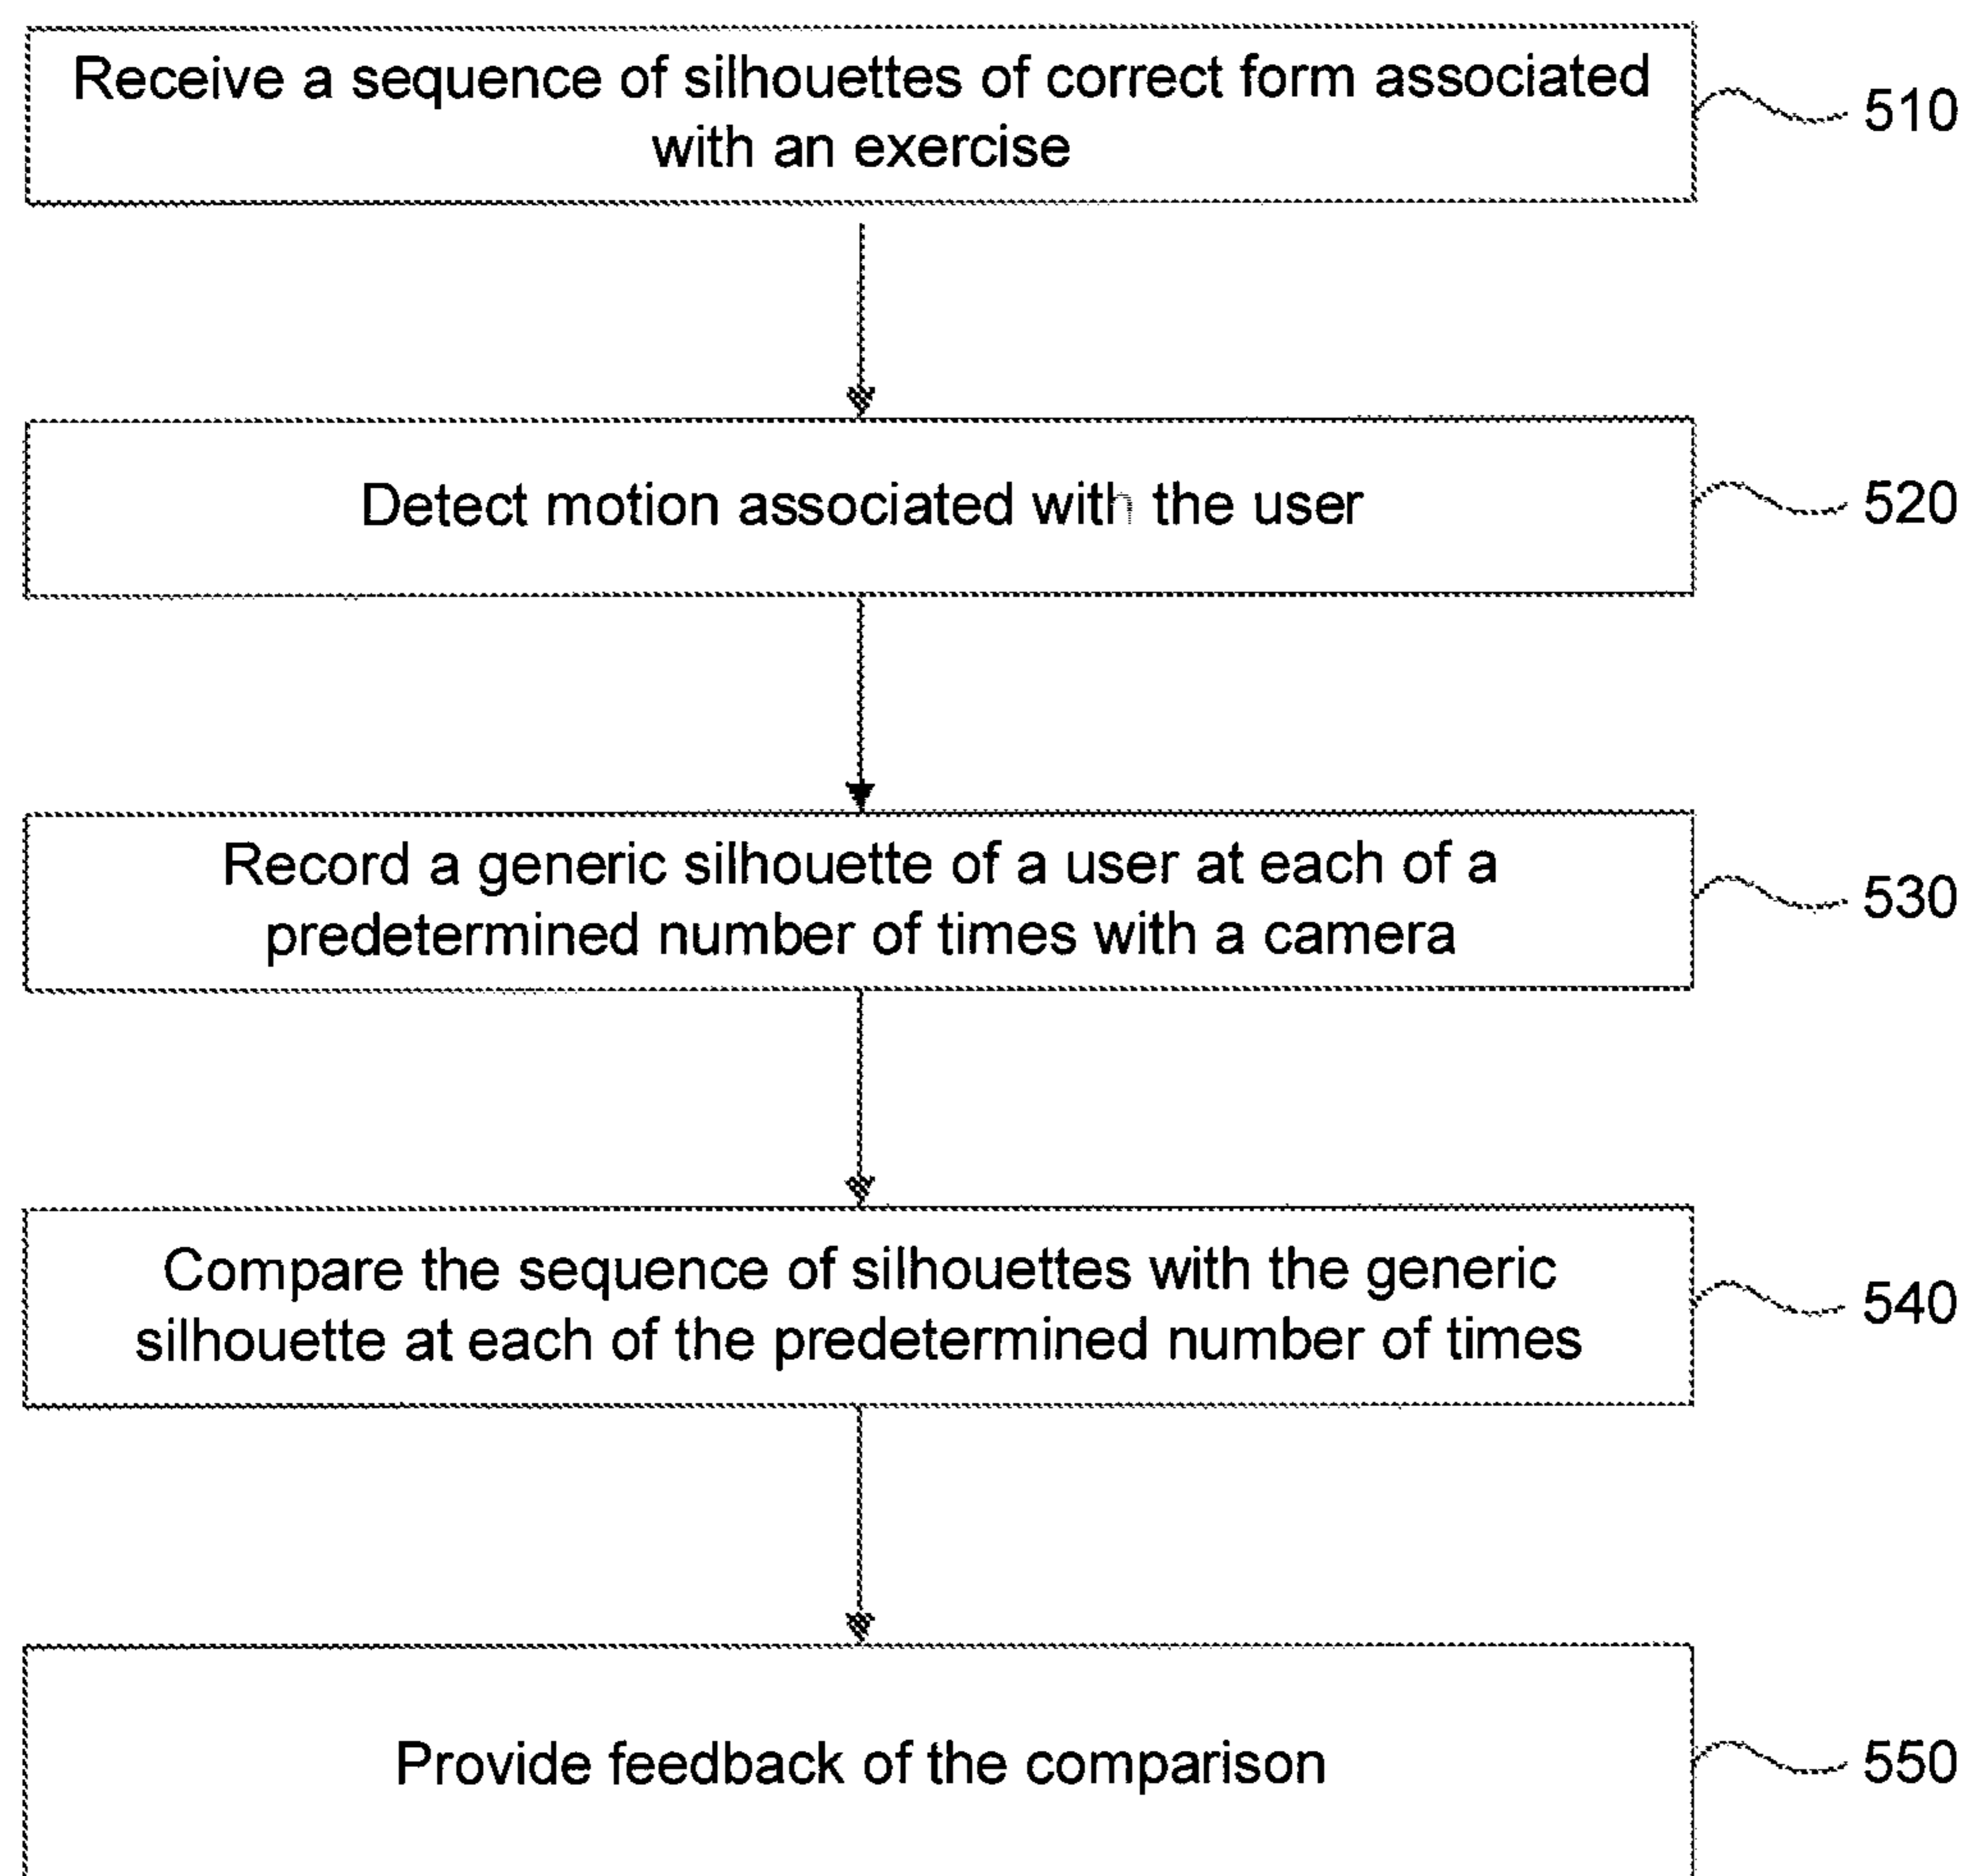 Receive a sequence of silhouettes of correct form associated
with an exercise
510
Detect motion associated with the user
520
Record a generic silhouette of a user at each of a
predetermined number of times with a camera
530
Compare the sequence of silhouettes with the generic
silhouette at each of the predetermined number of times
540
Provide feedback of the comparison
550